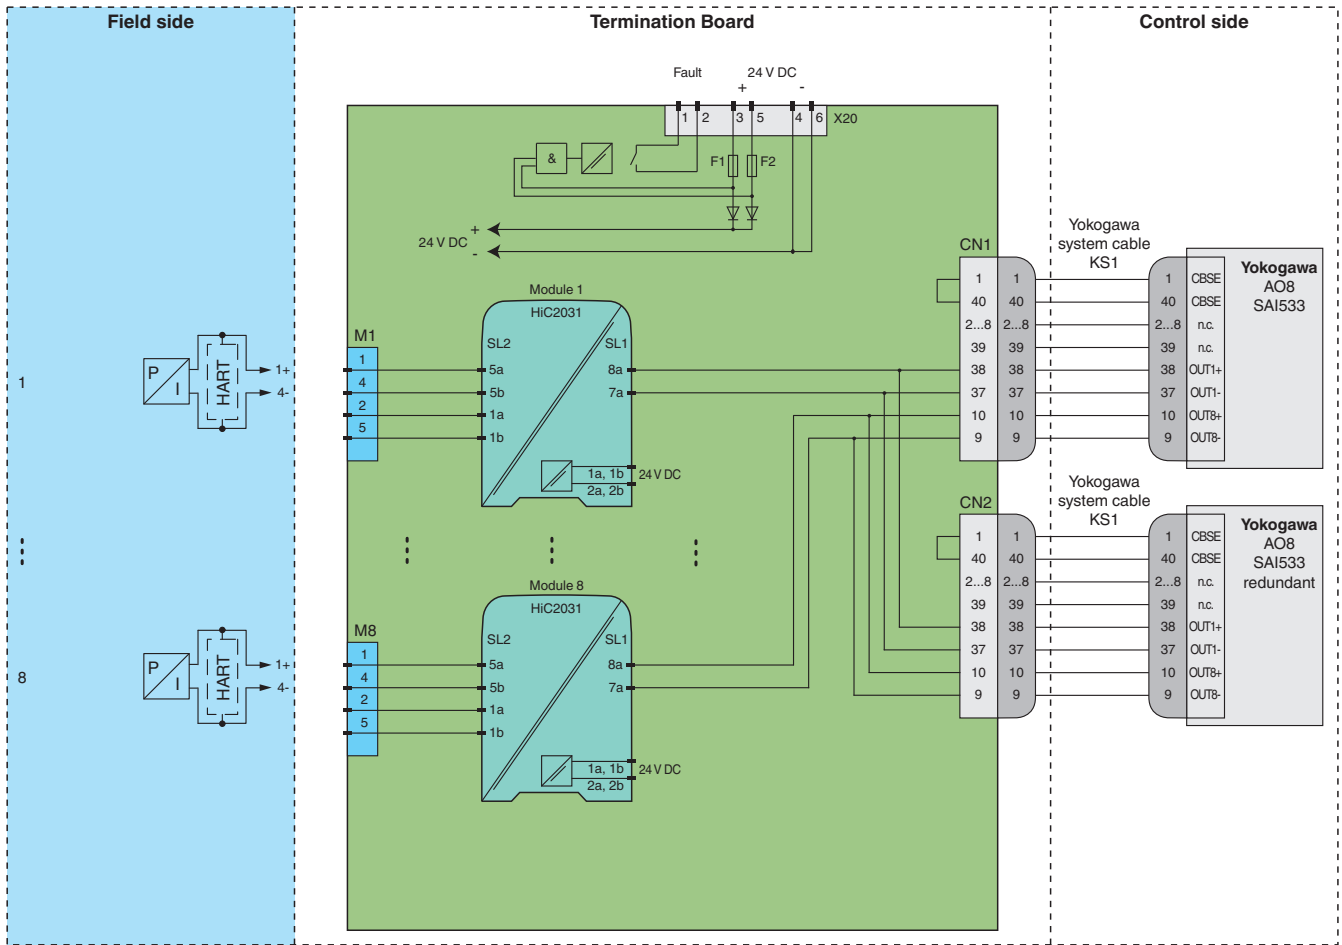 Field side
Termination Board
Control side
Fault
24 V DC
+
-
1
2
3
5
4
6
X20
&
F1
F2
+
24 V DC
-
Module 1
HiC2031
SL2
SL1
5a
5b
1a
1b
8a
7a
1a, 1b
2a, 2b
24 V DC
M1
1
4
2
5
1
P
I
HART
1+
4-
CN1
1 1
40 40
2...8 2...8
39 39
38 38
37 37
10 10
9 9
Yokogawa
system cable
KS1
1 CBSE
40 CBSE
2...8 n.c.
39 n.c.
38 OUT1+
37 OUT1-
10 OUT8+
9 OUT8-
Yokogawa
AO8
SAI533
Module 8
HiC2031
SL2
SL1
5a
5b
1a
1b
8a
7a
1a, 1b
2a, 2b
24 V DC
M8
1
4
2
5
8
P
I
HART
1+
4-
CN2
1 1
40 40
2...8 2...8
39 39
38 38
37 37
10 10
9 9
Yokogawa
system cable
KS1
1 CBSE
40 CBSE
2...8 n.c.
39 n.c.
38 OUT1+
37 OUT1-
10 OUT8+
9 OUT8-
Yokogawa
AO8
SAI533
redundant